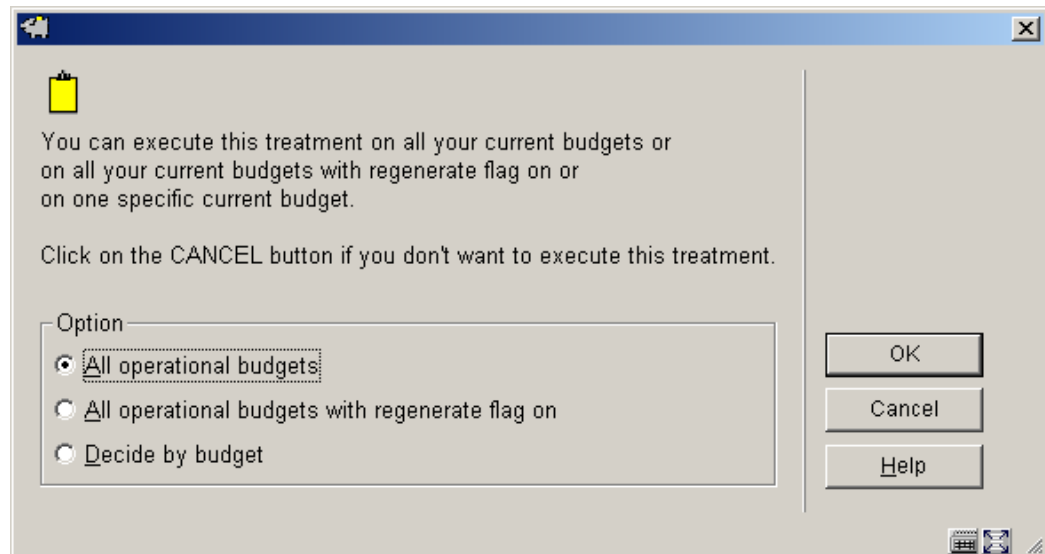 You can execute this treatment on all your current budgets or
on all your current budgets with regenerate flag on or
on one specific current budget.
Click on the CANCEL button if you don't want to execute this treatment.
Option
All operational budgets
All operational budgets with regenerate flag on
Decide by budget
OK
Cancel
Help